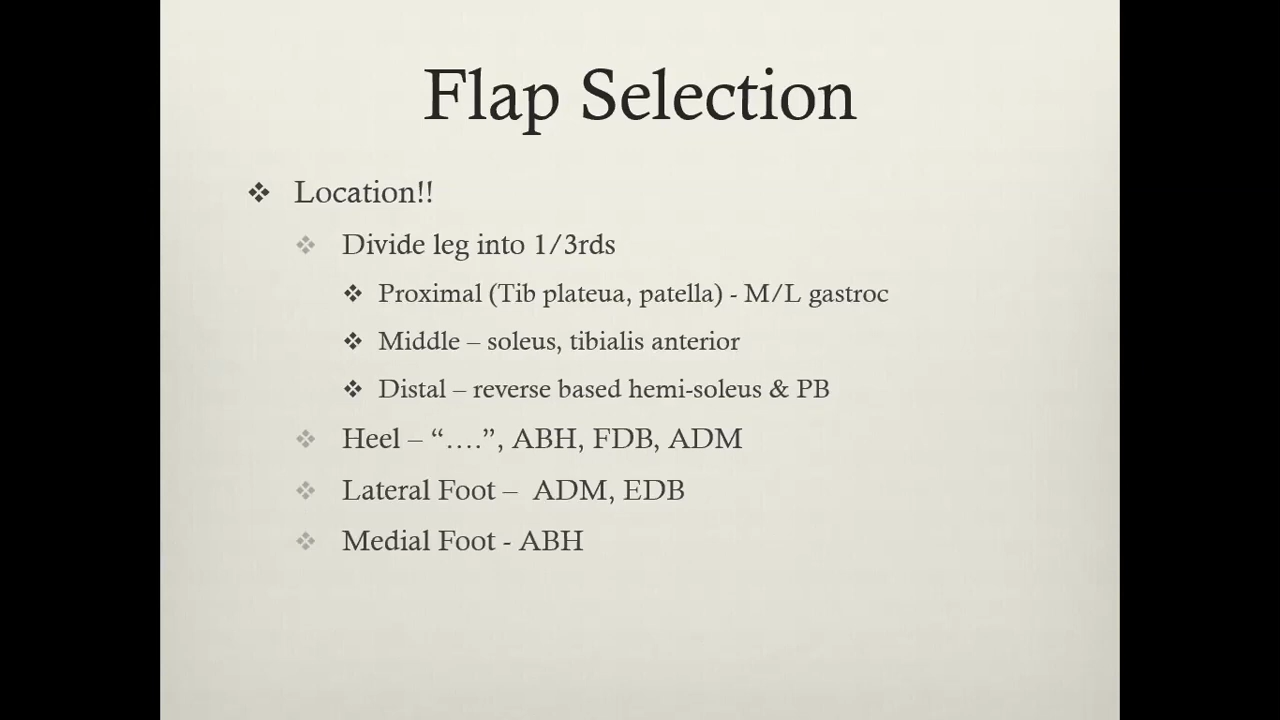 Flap Selection
Location!!
Divide leg into 1/3rds
Proximal (Tib plateua, patella) - M/L gastroc
Middle – soleus, tibialis anterior
Distal – reverse based hemi-soleus & PB
Heel – “….”, ABH, FDB, ADM
Lateral Foot –  ADM, EDB
Medial Foot - ABH